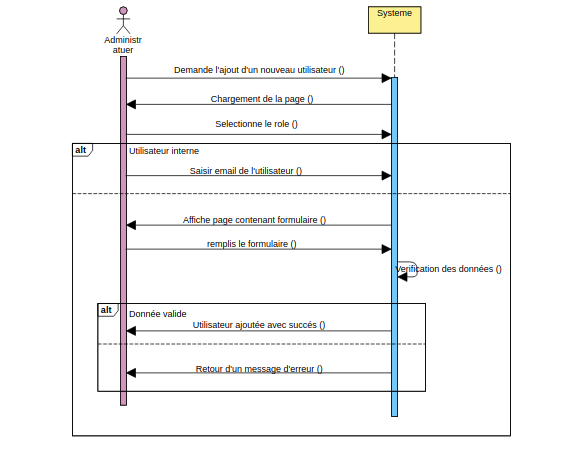 Systeme
Administr
atuer
Demande l'ajout d'un nouveau utilisateur ()
Chargement de la page ()
Selectionne le role ()
alt
Utilisateur interne
Saisir email de l'utilisateur ()
Affiche page contenant formulaire ()
remplis le formulaire ()
Verification des données ()
alt
Donnée valide
Utilisateur ajoutée avec succés ()
Retour d'un message d'erreur ()